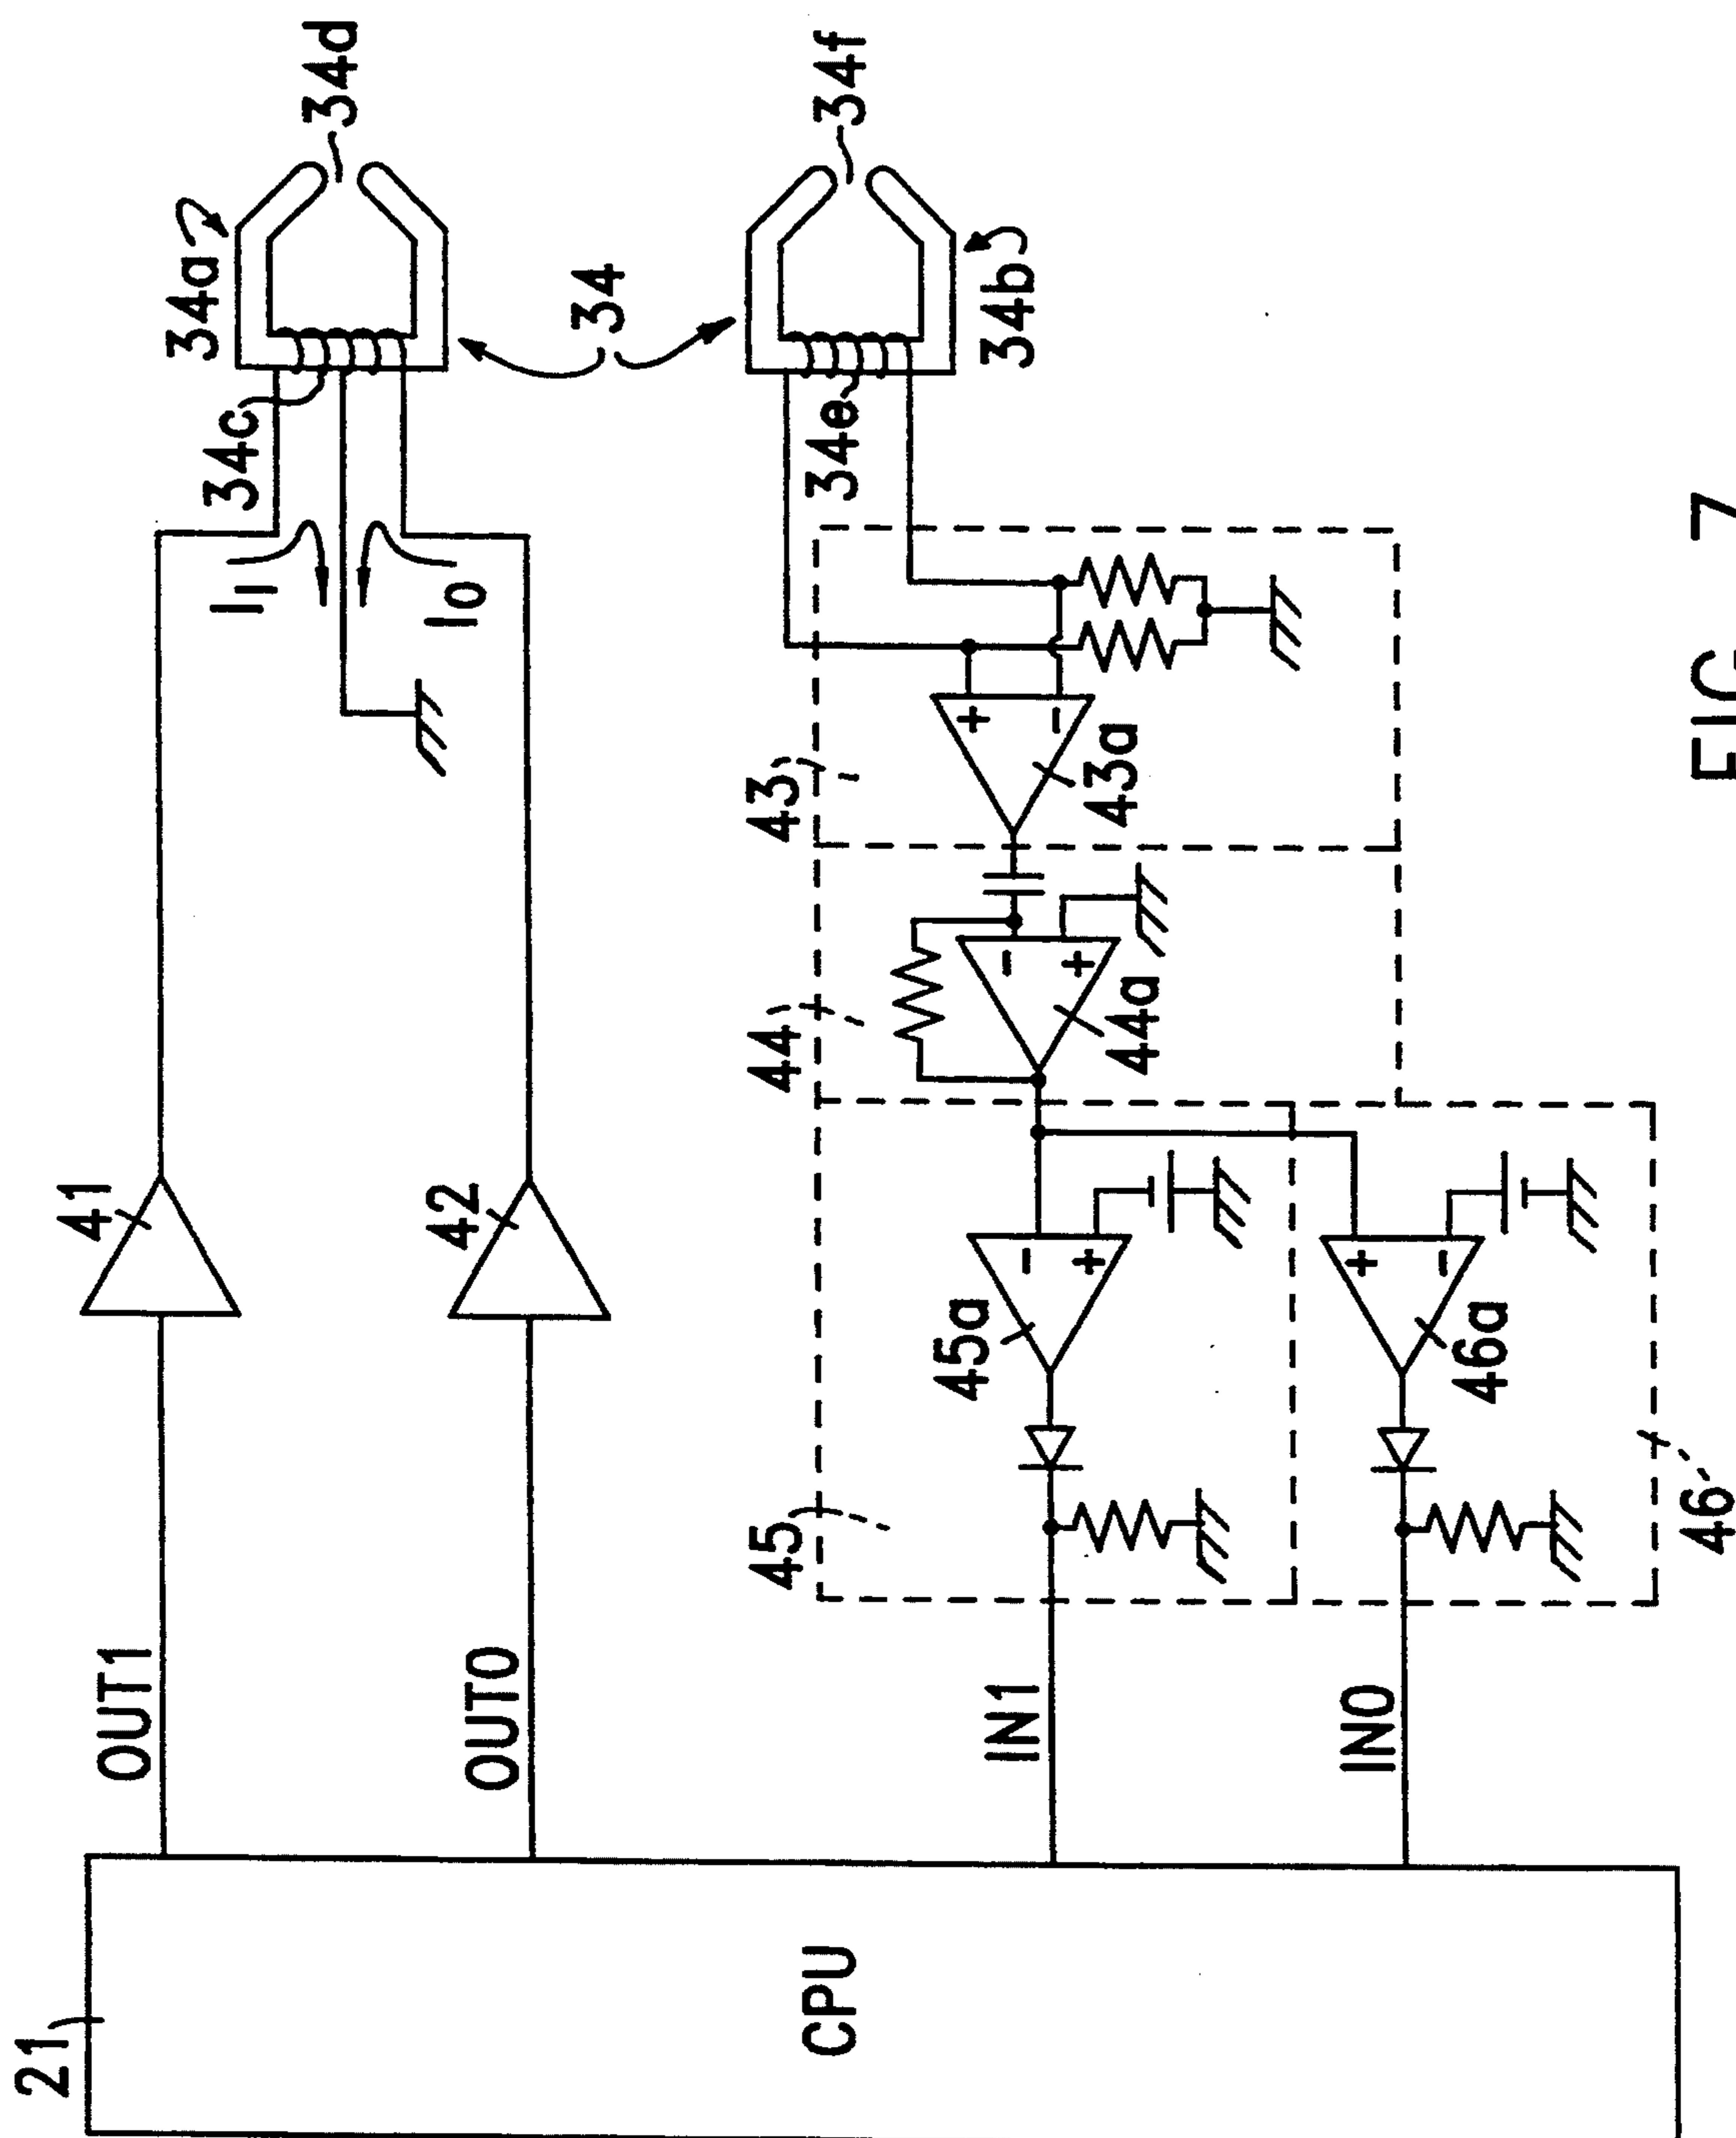 21
CPU
OUT1
OUT0
IN1
IN0
41
42
I1
I0
34a
34c
34d
34
34e
34f
34b
43
43a
44
44a
45
45a
46
46a
+
-
-
+
-
+
+
-
FIG. 7